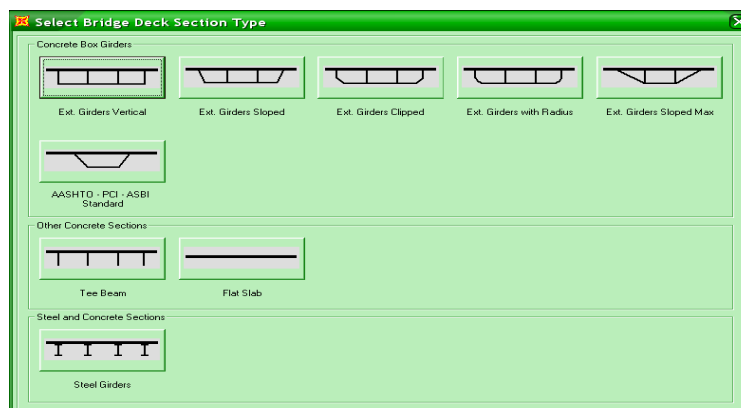 Select Bridge Deck Section Type
Concrete Box Girders
Ext. Girders Vertical
Ext. Girders Sloped
Ext. Girders Clipped
Ext. Girders with Radius
Ext. Girders Sloped Max
AASHTO - PCI - ASBI
Standard
Other Concrete Sections
Tee Beam
Flat Slab
Steel and Concrete Sections
Steel Girders